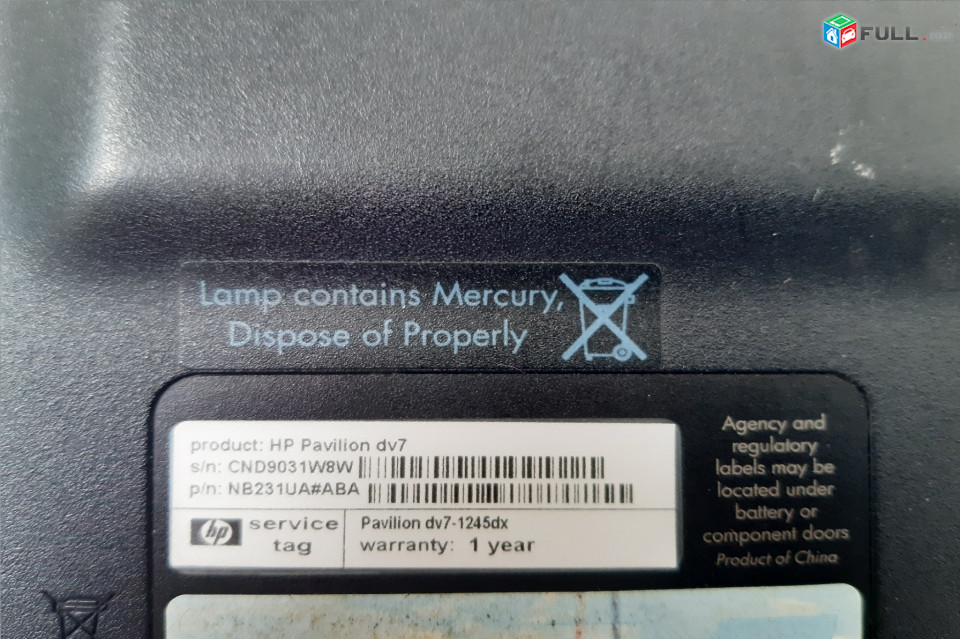 FULL
Lamp contains Mercury,
Dispose of Properly
product: HP Pavilion dv7
s/n: CND9031W8W
p/n: NB231UA#ABA
hp
service
tag
Pavilion dv7-1245dx
warranty: 1 year
Agency and
regulatory
labels may be
located under
battery or
component doors
Product of China